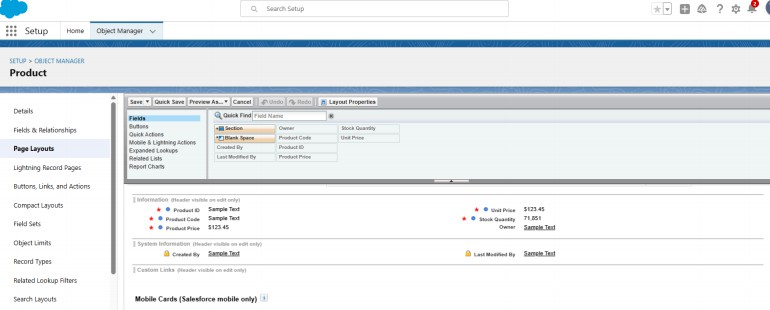 Search Setup
2
Setup Home Object Manager
SETUP > OBJECT MANAGER
Product
Details
Fields & Relationships
Page Layouts
Lightning Record Pages
Buttons, Links, and Actions
Compact Layouts
Field Sets
Object Limits
Record Types
Related Lookup Filters
Search Layouts
Save Quick Save Preview As... Cancel Undo Redo Layout Properties
Fields
Buttons
Quick Actions
Mobile & Lightning Actions
Expanded Lookups
Related Lists
Report Charts
Quick Find Field Name
Section Owner Stock Quantity
Blank Space Product Code Unit Price
Created By Product ID
Last Modified By Product Price
Information (Header visible on edit only)
Product ID Sample Text Unit Price $123.45
Product Code Sample Text Stock Quantity 71,851
Product Price $123.45 Owner Sample Text
System Information (Header visible on edit only)
Created By Sample Text Last Modified By Sample Text
Custom Links (Header visible on edit only)
Mobile Cards (Salesforce mobile only) ?